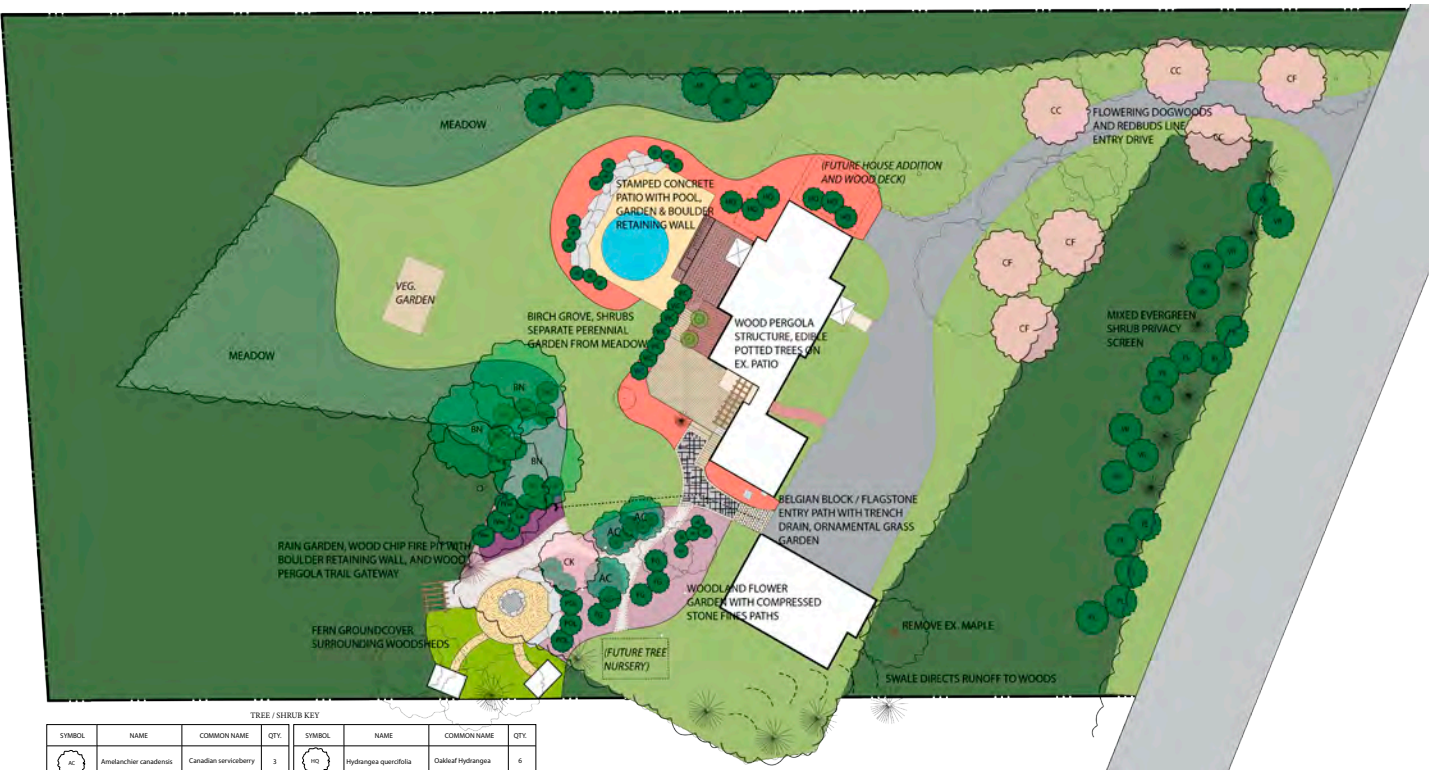 MEADOW
CC
CC
CF
CC
FLOWERING DOGWOODS
AND REDBUDS LINE
ENTRY DRIVE
(FUTURE HOUSE ADDITION
AND WOOD DECK)
STAMPED CONCRETE
PATIO WITH POOL,
GARDEN & BOULDER
RETAINING WALL
HQ
HQ
HQ
HQ
HQ
HQ
CF
CF
CF
VEG.
GARDEN
BIRCH GROVE, SHRUBS
SEPARATE PERENNIAL
GARDEN FROM MEADOW
WOOD PERGOLA
STRUCTURE, EDIBLE
POTTED TREES ON
EX. PATIO
MIXED EVERGREEN
SHRUB PRIVACY
SCREEN
MEADOW
BN
BN
BN
BELGIAN BLOCK / FLAGSTONE
ENTRY PATH WITH TRENCH
DRAIN, ORNAMENTAL GRASS
GARDEN
AC
AC
AC
CK
RAIN GARDEN, WOOD CHIP FIRE PIT WITH
BOULDER RETAINING WALL, AND WOOD
PERGOLA TRAIL GATEWAY
WOODLAND FLOWER
GARDEN WITH COMPRESSED
STONE FINES PATHS
FERN GROUNDCOVER
SURROUNDING WOODSHEDS
(FUTURE TREE
NURSERY)
REMOVE EX. MAPLE
SWALE DIRECTS RUNOFF TO WOODS
TREE / SHRUB KEY
SYMBOL NAME COMMON NAME QTY. SYMBOL NAME COMMON NAME QTY.
AC Amelanchier canadensis Canadian serviceberry 3 HQ Hydrangea quercifolia Oakleaf Hydrangea 6